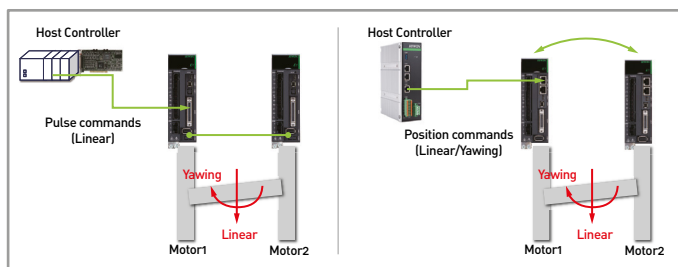 Host Controller
Pulse commands
(Linear)
Yawing
Linear
Motor1
Motor2
Host Controller
Position commands
(Linear/Yawing)
Yawing
Linear
Motor1
Motor2